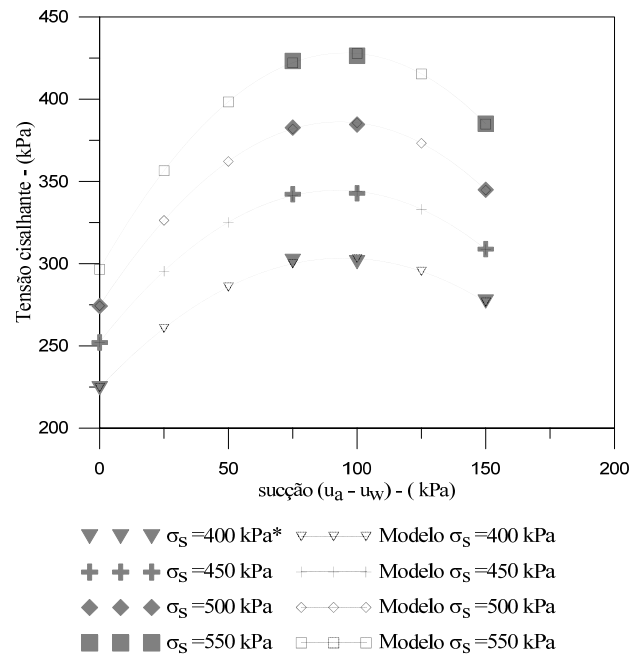 450
400
350
300
250
200
Tensão cisalhante - (kPa)
0
50
100
150
200
sucção (ua - uw) - ( kPa)
σs =400 kPa*
Modelo σs =400 kPa
σs =450 kPa
Modelo σs =450 kPa
σs =500 kPa
Modelo σs =500 kPa
σs =550 kPa
Modelo σs =550 kPa